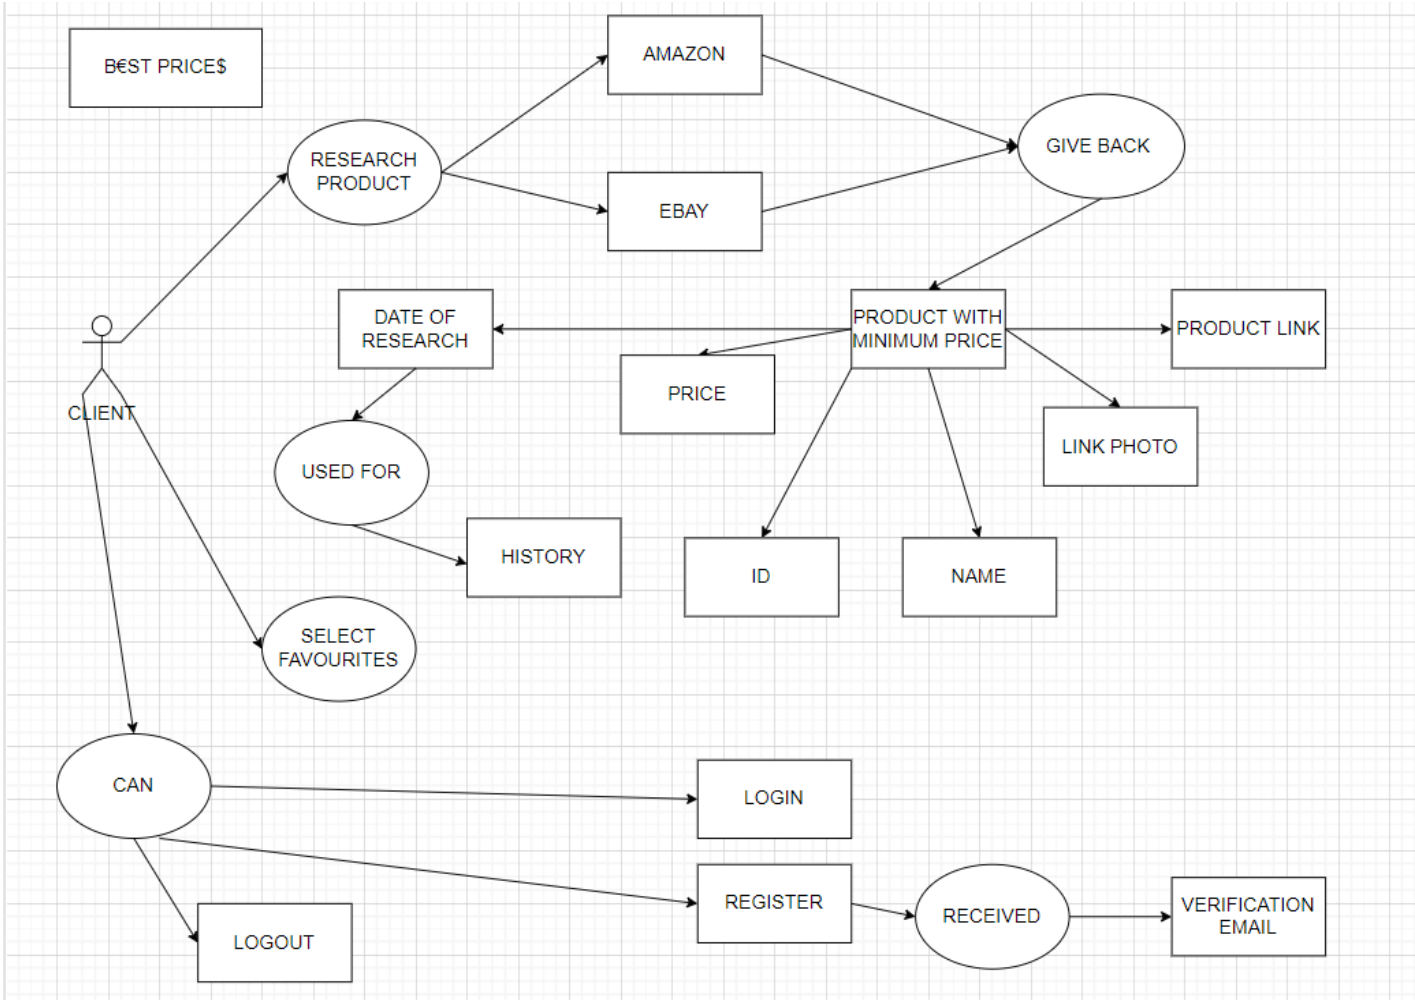 B€ST PRICE$
AMAZON
GIVE BACK
RESEARCH
PRODUCT
EBAY
DATE OF
RESEARCH
PRODUCT WITH
MINIMUM PRICE
PRODUCT LINK
PRICE
CLIENT
LINK PHOTO
USED FOR
HISTORY
ID
NAME
SELECT
FAVOURITES
CAN
LOGIN
REGISTER
RECEIVED
VERIFICATION
EMAIL
LOGOUT